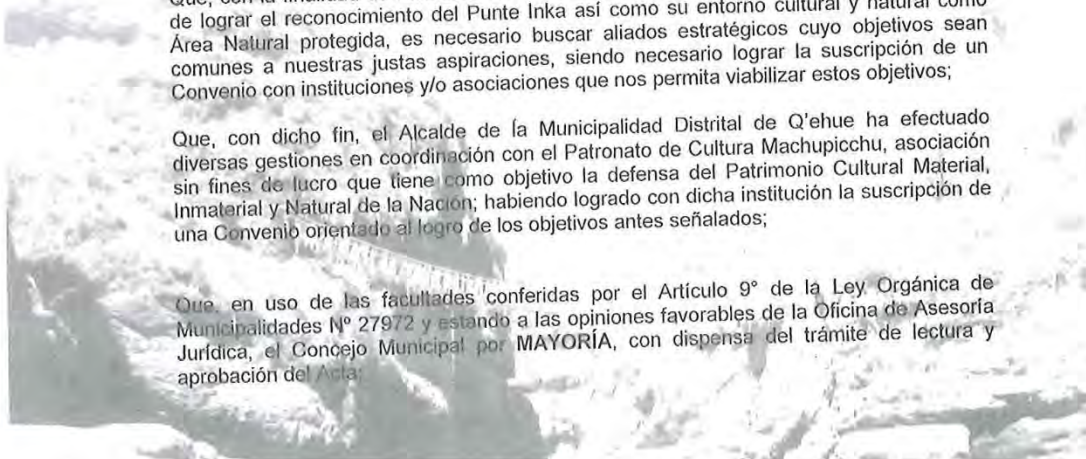 Que, con la
de lograr el reconocimiento del Punte Inka así como su entorno cultural y natural como
Área Natural protegida, es necesario buscar aliados estratégicos cuyo objetivos sean
comunes a nuestras justas aspiraciones, siendo necesario lograr la suscripción de un
Convenio con instituciones y/o asociaciones que nos permita viabilizar estos objetivos;
Que, con dicho fin, el Alcalde de la Municipalidad Distrital de Q'ehue ha efectuado
diversas gestiones en coordinación con el Patronato de Cultura Machupicchu, asociación
sin fines de lucro que tiene como objetivo la defensa del Patrimonio Cultural Material,
Inmaterial y Natural de la Nación; habiendo logrado con dicha institución la suscripción de
una Convenio orientado al logro de los objetivos antes señalados;
Que, en uso de las facultades conferidas por el Artículo 9° de la Ley Orgánica de
Municipalidades Nº 27972 y estando a las opiniones favorables de la Oficina de Asesoría
Jurídica, el Concejo Municipal por MAYORÍA, con dispensa del trámite de lectura y
aprobación del Acta;